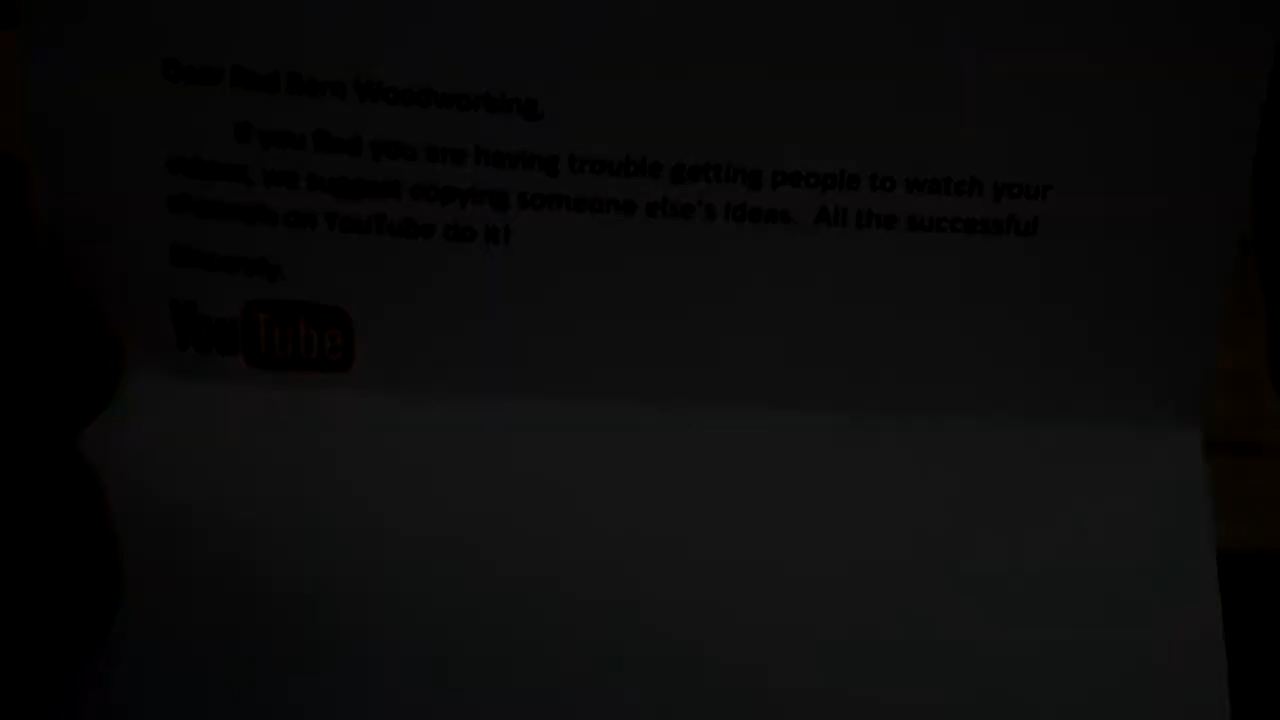 Dear Red Barn Woodworking,
If you find you are having trouble getting people to watch your
videos, we suggest copying someone else's ideas. All the successful
channels on YouTube do it!
Sincerely,
YouTube